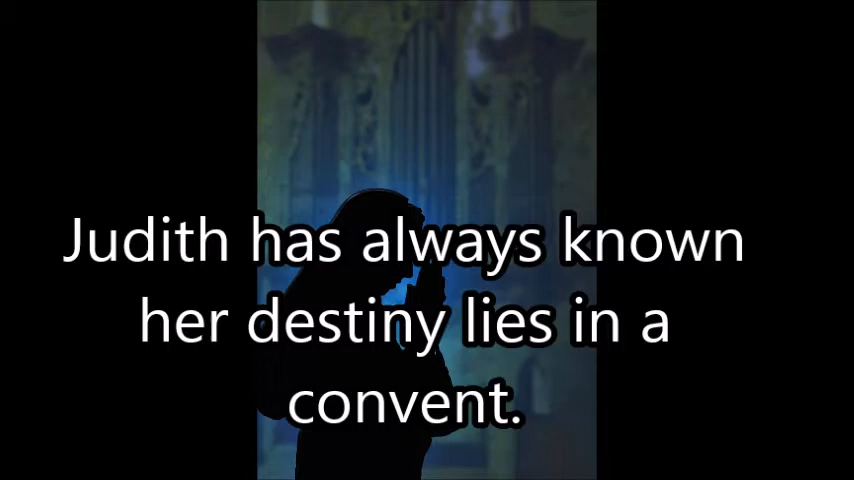 Judith has always known
her destiny lies in a
convent.